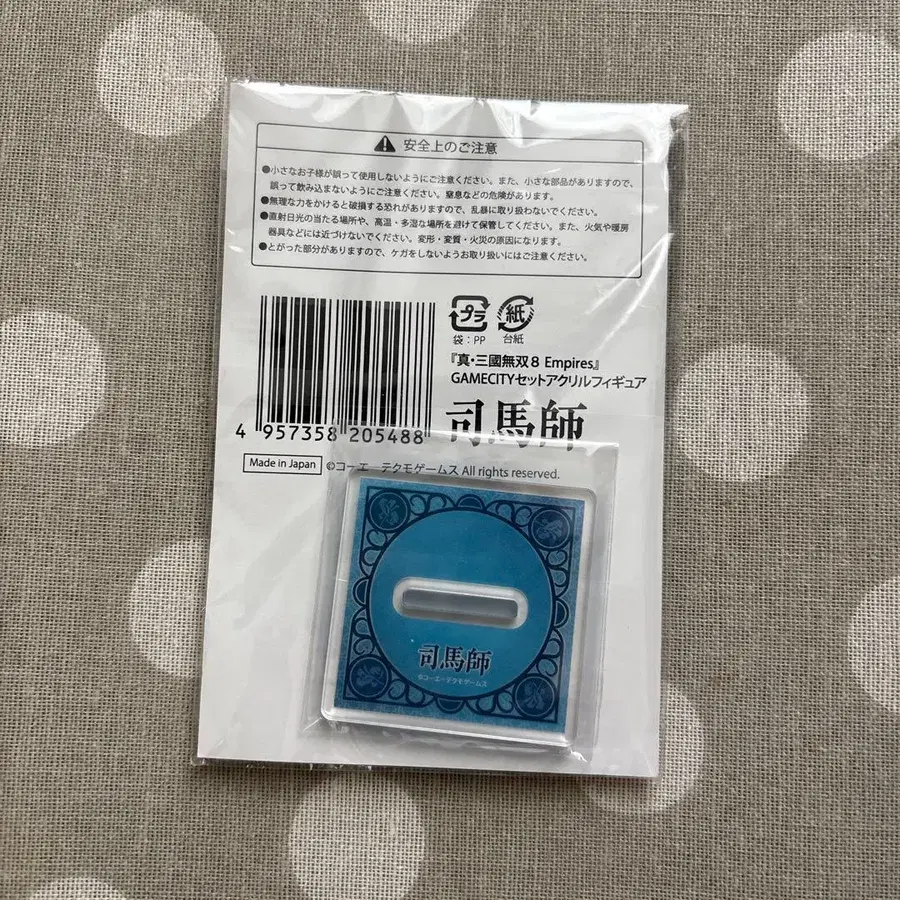 安全上のご注意
●小さなお子様が誤って使用しないようにご注意ください。また、小さな部品がありますので、
誤って飲み込まないようにご注意ください。窒息などの危険があります。
●無理な力をかけると破損する恐れがありますので、乱暴に取り扱わないでください。
●直射日光の当たる場所や、高温・多湿な場所を避けて保管してください。また、火気や暖房
器具などには近づけないでください。変形・変質・火災の原因になります。
●とがった部分がありますので、ケガをしないようお取り扱いにはご注意ください。
プラ
紙
袋：PP
台紙
『真・三國無双８ Empires』
GAMECITYセットアクリルフィギュア
司馬師
4 957358 205488
Made in Japan
©コーエーテクモゲームス All rights reserved.
司馬師
©コーエーテクモゲームス